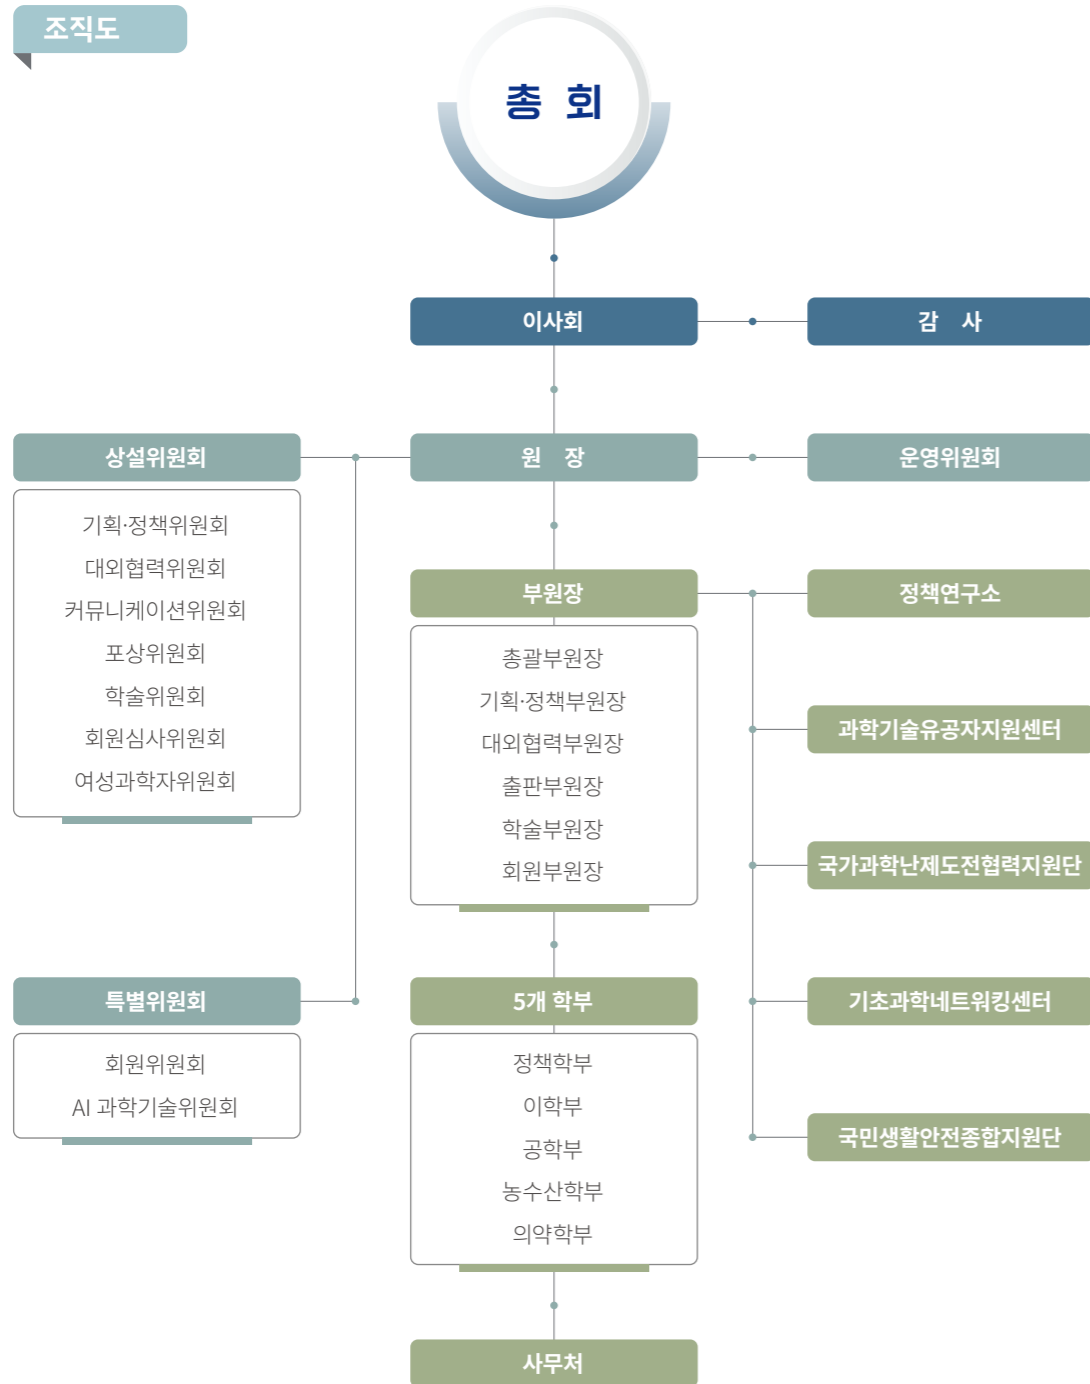 조직도
총 회
이사회
감 사
상설위원회
원 장
운영위원회
기획·정책위원회
대외협력위원회
커뮤니케이션위원회
포상위원회
학술위원회
회원심사위원회
여성과학자위원회
부원장
총괄부원장
기획·정책부원장
대외협력부원장
출판부원장
학술부원장
회원부원장
정책연구소
과학기술유공자지원센터
국가과학난제도전협력지원단
기초과학네트워킹센터
국민생활안전종합지원단
특별위원회
회원위원회
AI 과학기술위원회
5개 학부
정책학부
이학부
공학부
농수산학부
의약학부
사무처